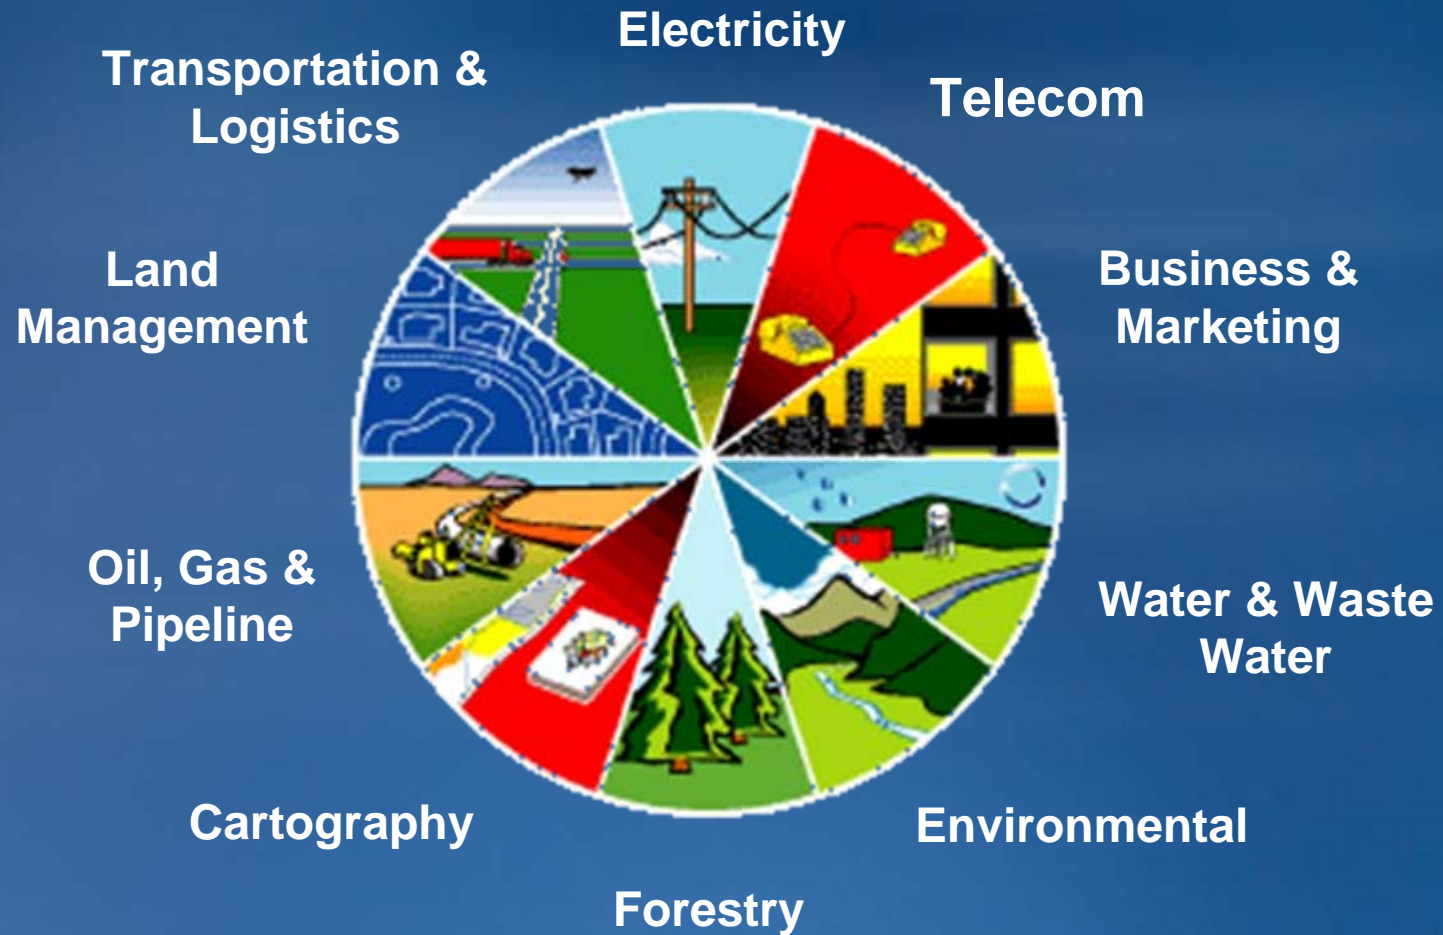 Electricity
Transportation &
Logistics
Telecom
Land
Management
Business &
Marketing
Oil, Gas &
Pipeline
Water & Waste
Water
Cartography
Environmental
Forestry